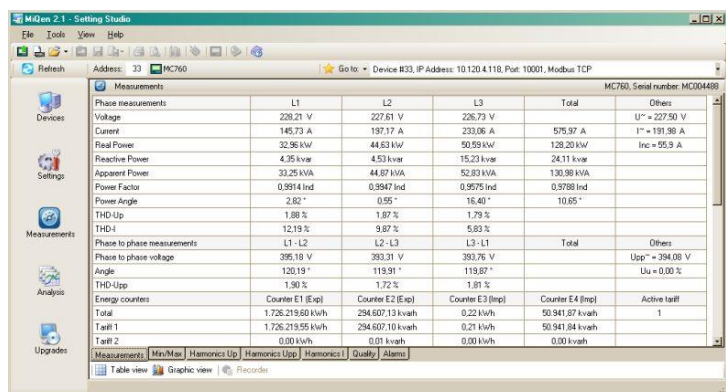 MiQen 2.1 - Setting Studio
File Tools View Help
Refresh Address: 33 MC760 Go to: Device #33, IP Address: 10.120.4.118, Port: 10001, Modbus TCP
Measurements MC760, Serial number: MC004488
Phase measurements L1 L2 L3 Total Others
Voltage 228,21 V 227,61 V 226,73 V U~ = 227,50 V
Current 145,73 A 197,17 A 233,06 A 575,97 A I~ = 191,98 A
Real Power 32,96 kW 44,63 kW 50,59 kW 128,20 kW Inc = 55,9 A
Reactive Power 4,35 kvar 4,53 kvar 15,23 kvar 24,11 kvar
Apparent Power 33,25 kVA 44,87 kVA 52,83 kVA 130,98 kVA
Power Factor 0,9914 Ind 0,9947 Ind 0,9575 Ind 0,9788 Ind
Power Angle 2,82 ° 0,55 ° 16,40 ° 10,65 °
THD-Up 1,88 % 1,87 % 1,79 %
THD-I 12,19 % 9,87 % 5,83 %
Phase to phase measurements L1 - L2 L2 - L3 L3 - L1 Total Others
Phase to phase voltage 395,18 V 393,31 V 393,76 V Upp~ = 394,08 V
Angle 120,19 ° 119,91 ° 119,87 ° Uu = 0,00 %
THD-Upp 1,90 % 1,72 % 1,81 %
Energy counters Counter E1 (Exp) Counter E2 (Exp) Counter E3 (Imp) Counter E4 (Imp) Active tariff
Total 1.726.219,60 kWh 294.607,13 kvarh 0,22 kWh 50.941,87 kvarh 1
Tariff 1 1.726.219,55 kWh 294.607,10 kvarh 0,21 kWh 50.941,84 kvarh
Tariff 2 0,00 kWh 0,01 kvarh 0,00 kWh 0,00 kvarh
Devices
Settings
Measurements
Analysis
Upgrades
Measurements Min/Max Harmonics Up Harmonics Upp Harmonics I Quality Alarms
Table view Graphic view Recorder